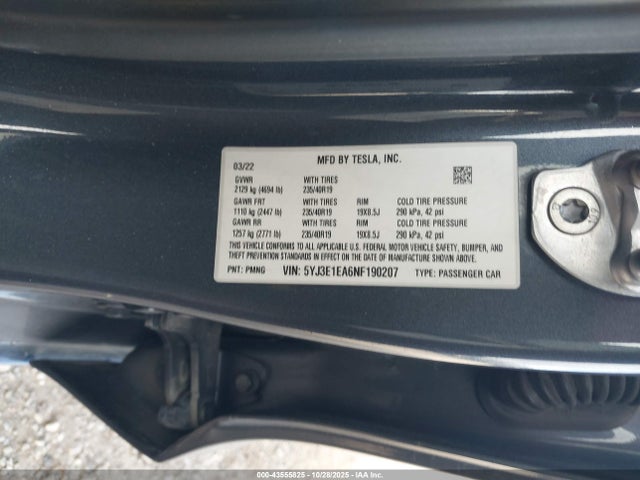 MFD BY TESLA, INC.
03/22
GVWR WITH TIRES
2129 kg (4694 lb) 235/40R19
GAWR FRT WITH TIRES RIM COLD TIRE PRESSURE
1110 kg (2447 lb) 235/40R19 19X8.5J 290 kPa, 42 psi
GAWR RR WITH TIRES RIM COLD TIRE PRESSURE
1257 kg (2771 lb) 235/40R19 19X8.5J 290 kPa, 42 psi
THIS VEHICLE CONFORMS TO ALL APPLICABLE U.S. FEDERAL MOTOR VEHICLE SAFETY, BUMPER, AND
THEFT PREVENTION STANDARDS IN EFFECT ON THE DATE OF MANUFACTURE SHOWN ABOVE.
PNT: PMNG VIN: 5YJ3E1EA6NF190207 TYPE: PASSENGER CAR
000-43555825 | 10/28/2025 | IAAI.COM